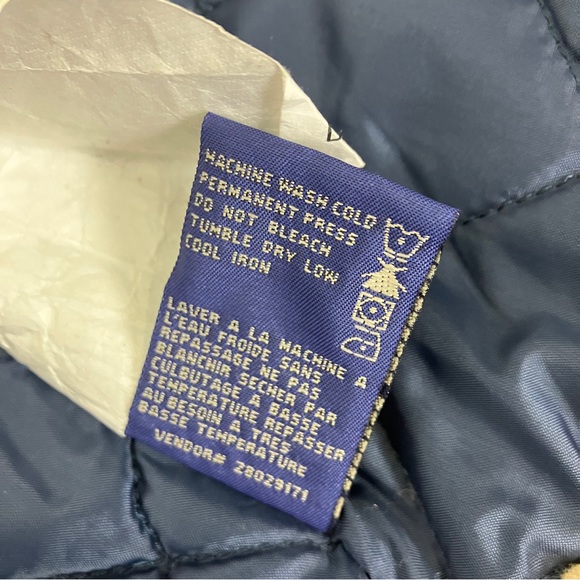 MACHINE WASH COLD
PERMANENT PRESS
DO NOT BLEACH
TUMBLE DRY LOW
COOL IRON
LAVER A LA MACHINE A
L'EAU FROIDE SANS
REPASSAGE NE PAS
BLANCHIR SECHER PAR
CULBUTAGE A BASSE
TEMPERATURE REPASSER
AU BESOIN A TRES
BASSE TEMPERATURE
VENDOR# 28029171